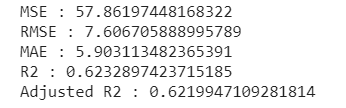 MSE : 57.86197448168322
RMSE : 7.606705888995789
MAE : 5.903113482365391
R2 : 0.6232897423715185
Adjusted R2 : 0.6219947109281814